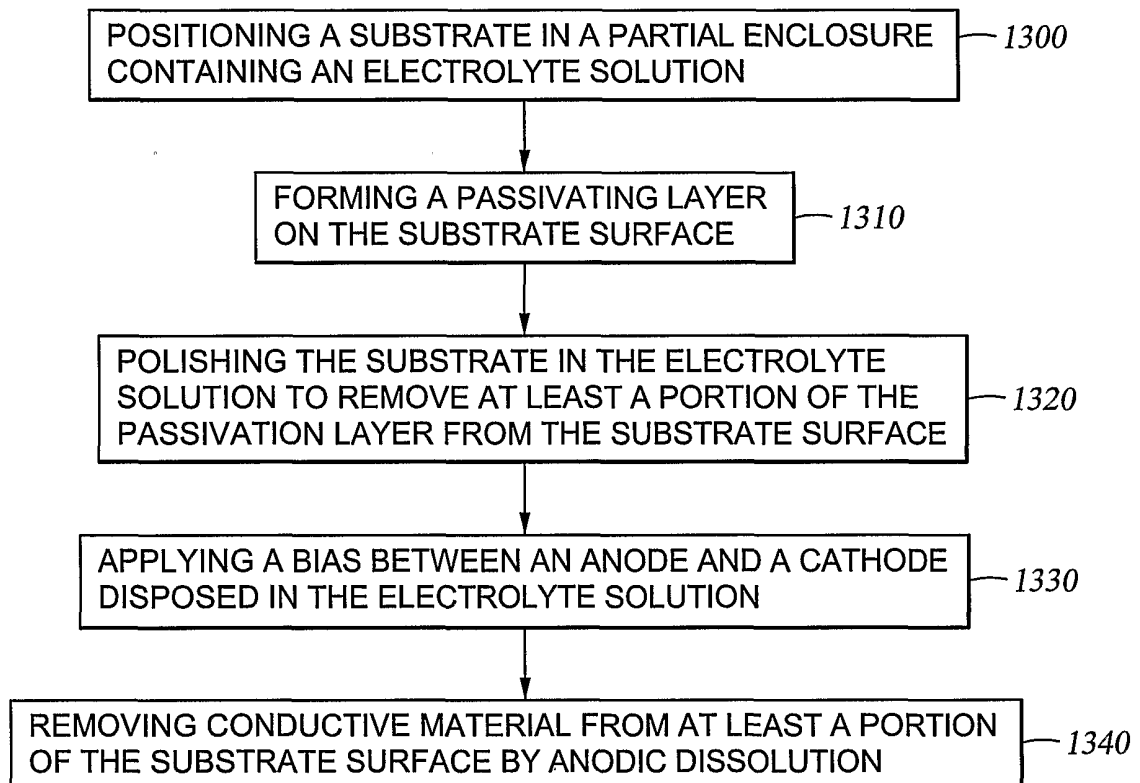 POSITIONING A SUBSTRATE IN A PARTIAL ENCLOSURE
CONTAINING AN ELECTROLYTE SOLUTION
1300
FORMING A PASSIVATING LAYER
ON THE SUBSTRATE SURFACE
1310
POLISHING THE SUBSTRATE IN THE ELECTROLYTE
SOLUTION TO REMOVE AT LEAST A PORTION OF THE
PASSIVATION LAYER FROM THE SUBSTRATE SURFACE
1320
APPLYING A BIAS BETWEEN AN ANODE AND A CATHODE
DISPOSED IN THE ELECTROLYTE SOLUTION
1330
REMOVING CONDUCTIVE MATERIAL FROM AT LEAST A PORTION
OF THE SUBSTRATE SURFACE BY ANODIC DISSOLUTION
1340